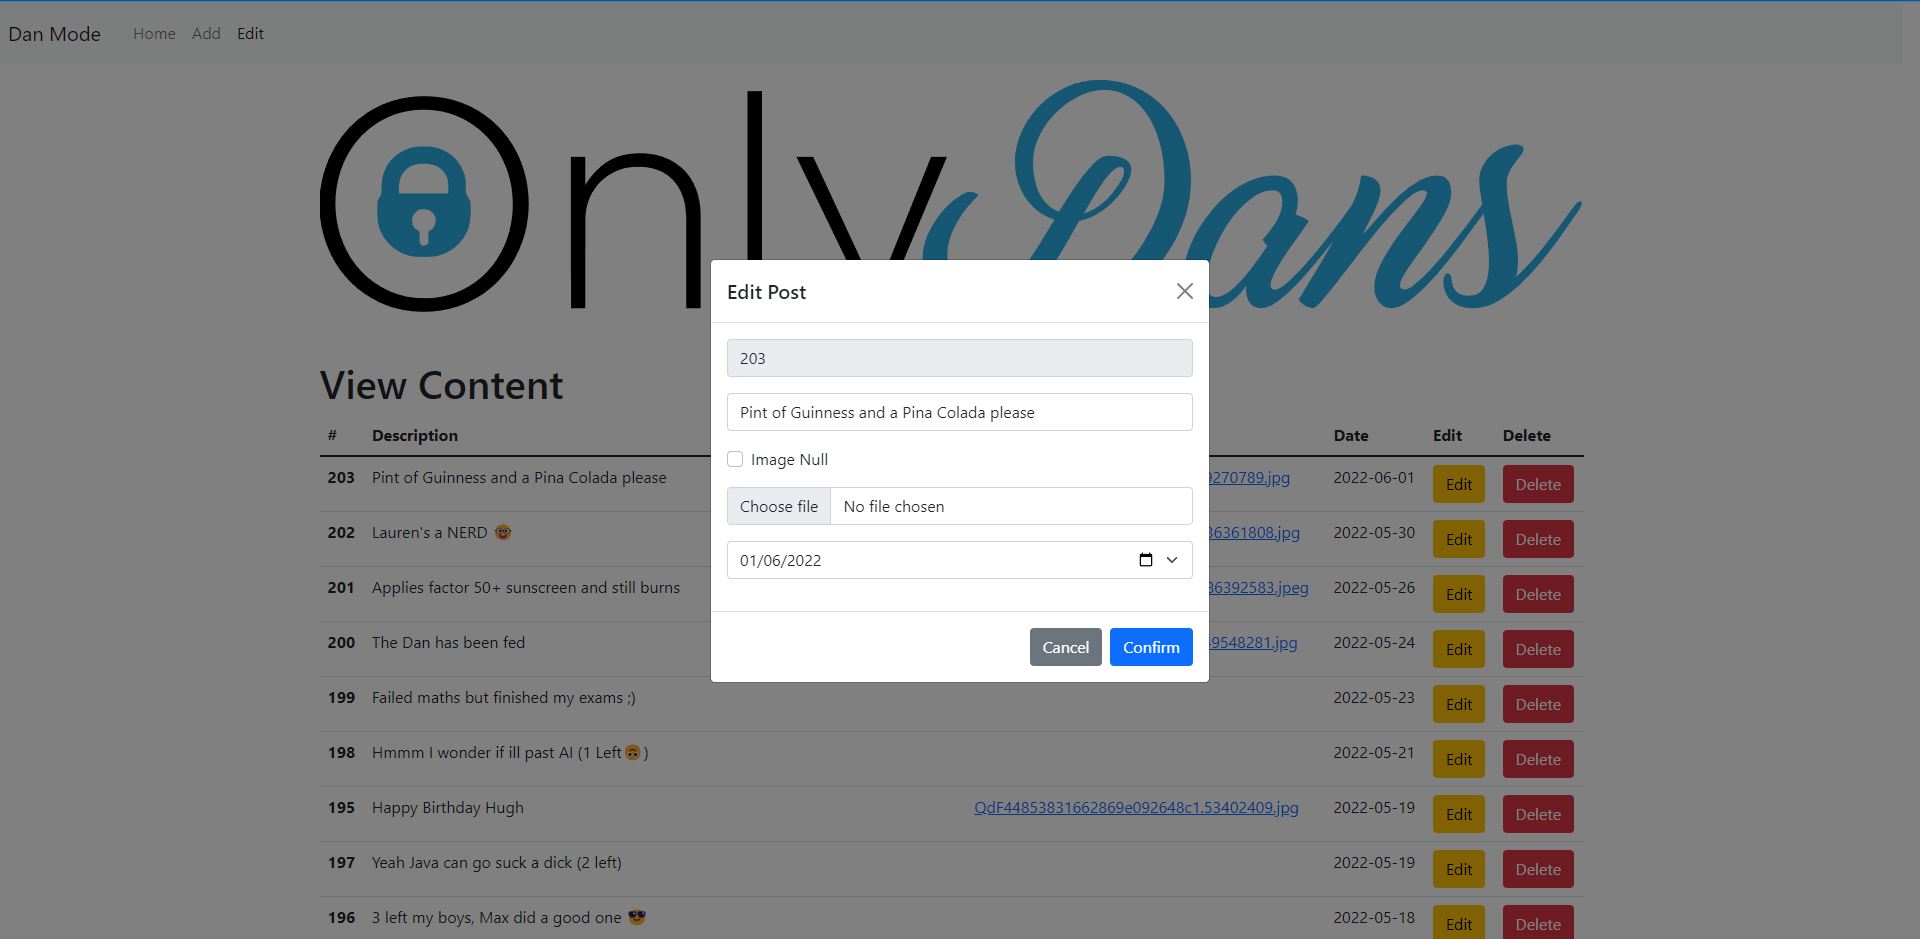 Dan Mode Home Add Edit
OnlyDans
Edit Post
203
Pint of Guinness and a Pina Colada please
Image Null
Choose file No file chosen
01/06/2022
Cancel Confirm
View Content
# Description Date Edit Delete
203 Pint of Guinness and a Pina Colada please 270789.jpg 2022-06-01 Edit Delete
202 Lauren's a NERD 🤓 36361808.jpg 2022-05-30 Edit Delete
201 Applies factor 50+ sunscreen and still burns 36392583.jpeg 2022-05-26 Edit Delete
200 The Dan has been fed 9548281.jpg 2022-05-24 Edit Delete
199 Failed maths but finished my exams ;) 2022-05-23 Edit Delete
198 Hmmm I wonder if ill past AI (1 Left🙃) 2022-05-21 Edit Delete
195 Happy Birthday Hugh QdF44853831662869e092648c1.53402409.jpg 2022-05-19 Edit Delete
197 Yeah Java can go suck a dick (2 left) 2022-05-19 Edit Delete
196 3 left my boys, Max did a good one 😎 2022-05-18 Edit Delete